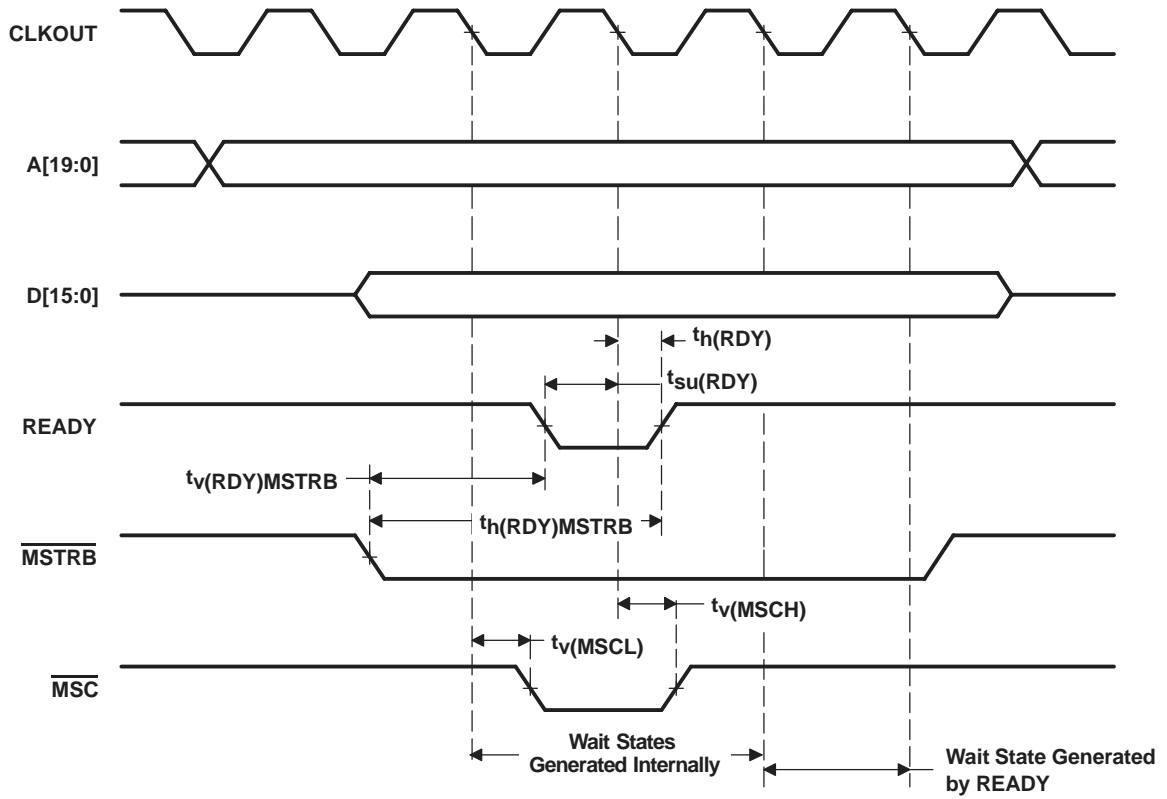 CLKOUT
A[19:0]
D[15:0]
th(RDY)
tsu(RDY)
READY
tv(RDY)MSTRB
th(RDY)MSTRB
MSTRB
tv(MSCH)
tv(MSCL)
MSC
Wait States
Generated Internally
Wait State Generated
by READY